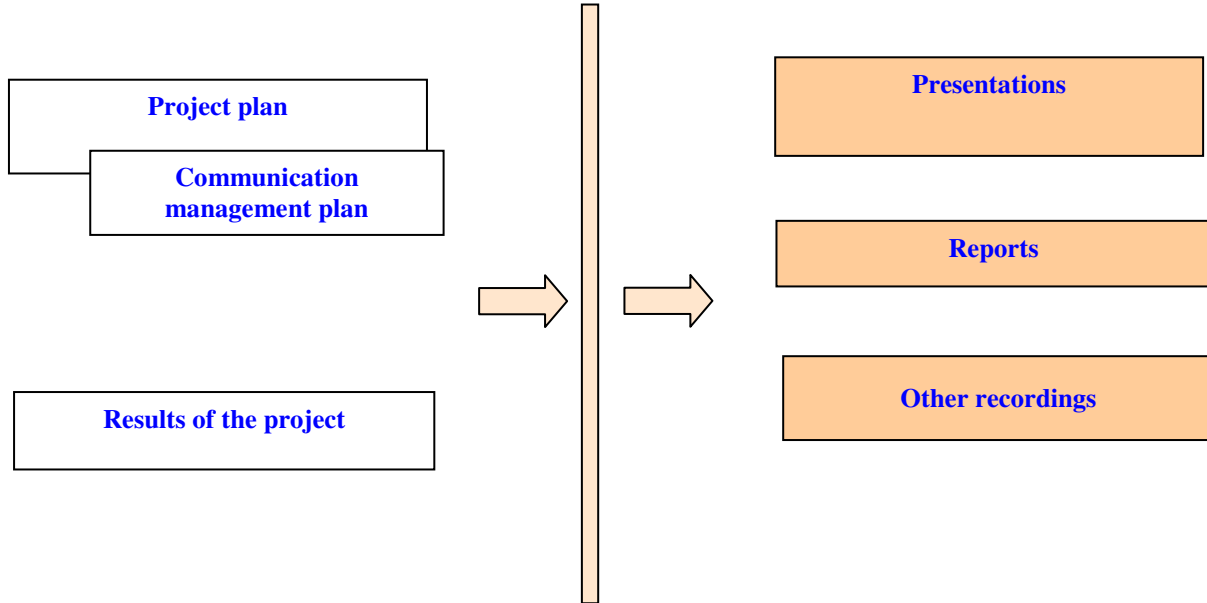 Project plan
Communication
management plan
Results of the project
Presentations
Reports
Other recordings